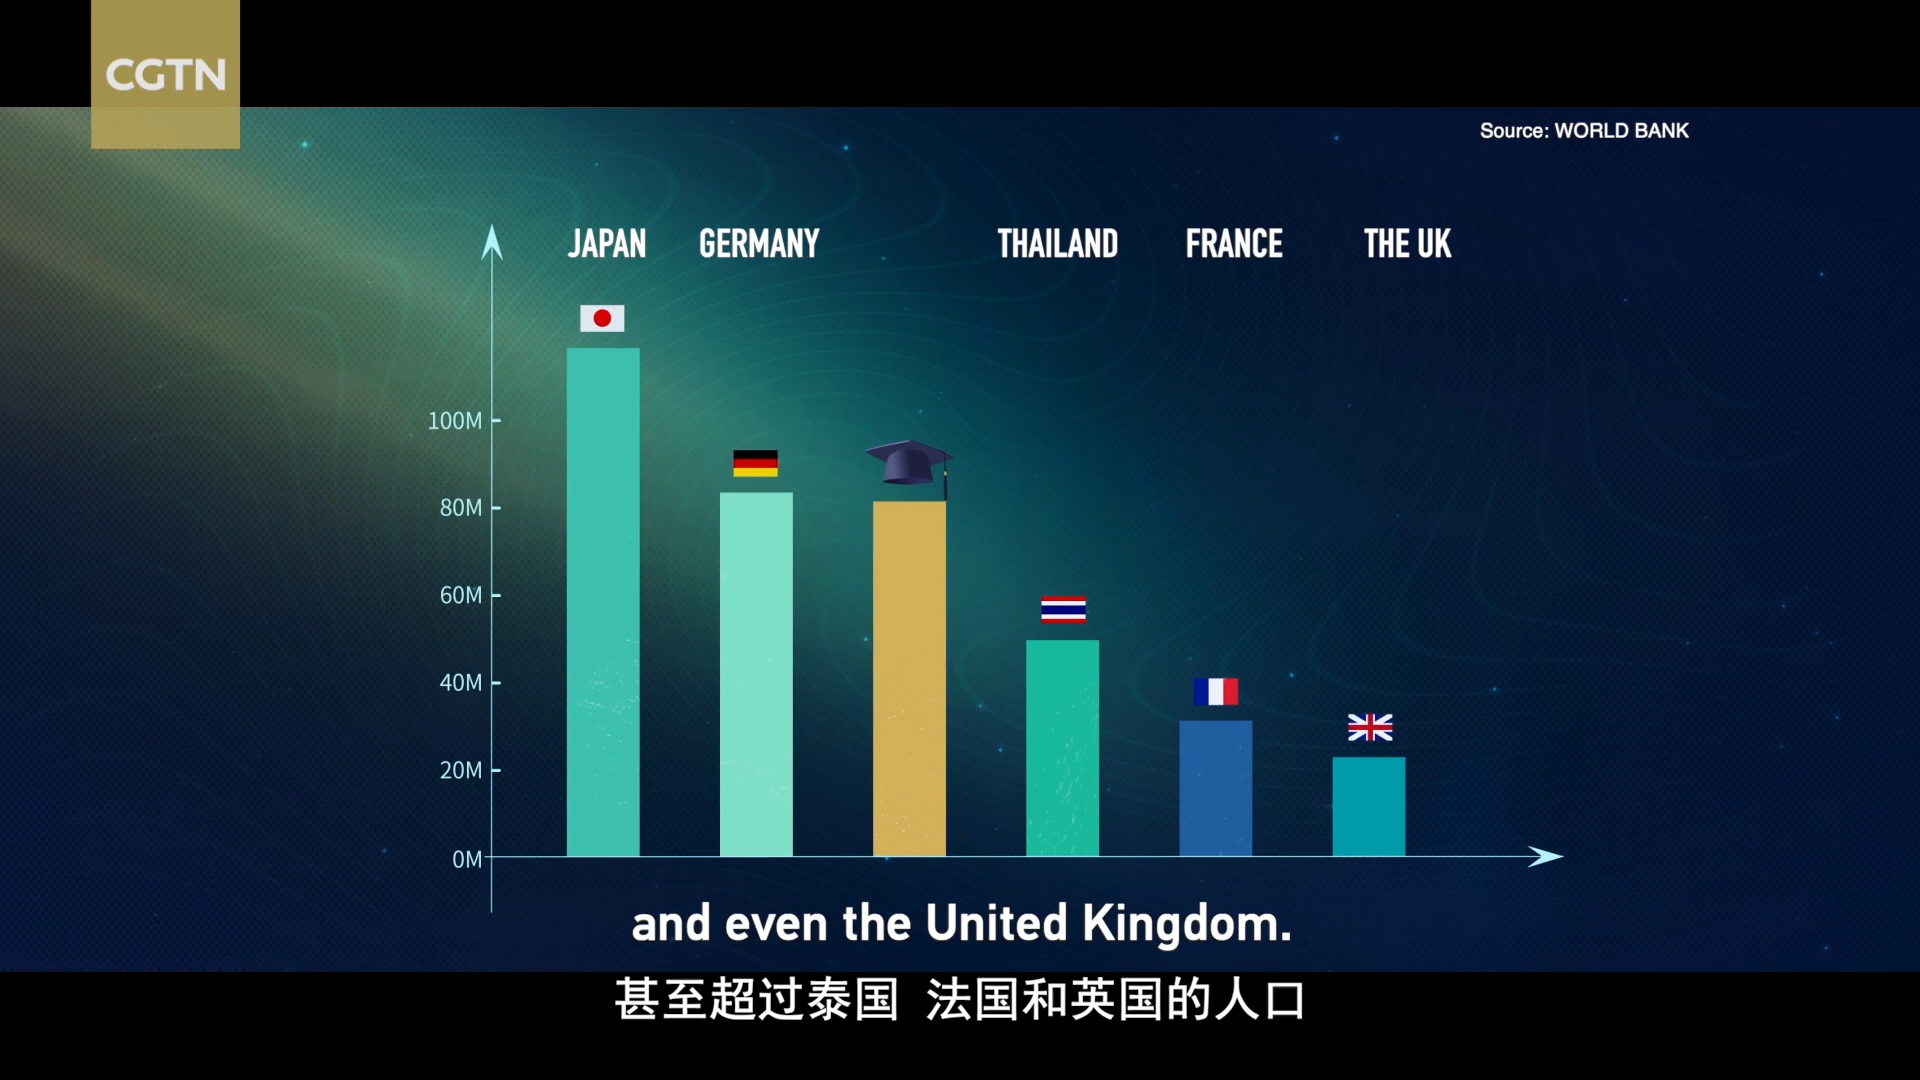 CGTN
Source: WORLD BANK
JAPAN GERMANY THAILAND FRANCE THE UK
100M
80M
60M
40M
20M
0M
and even the United Kingdom.
甚至超过泰国 法国和英国的人口